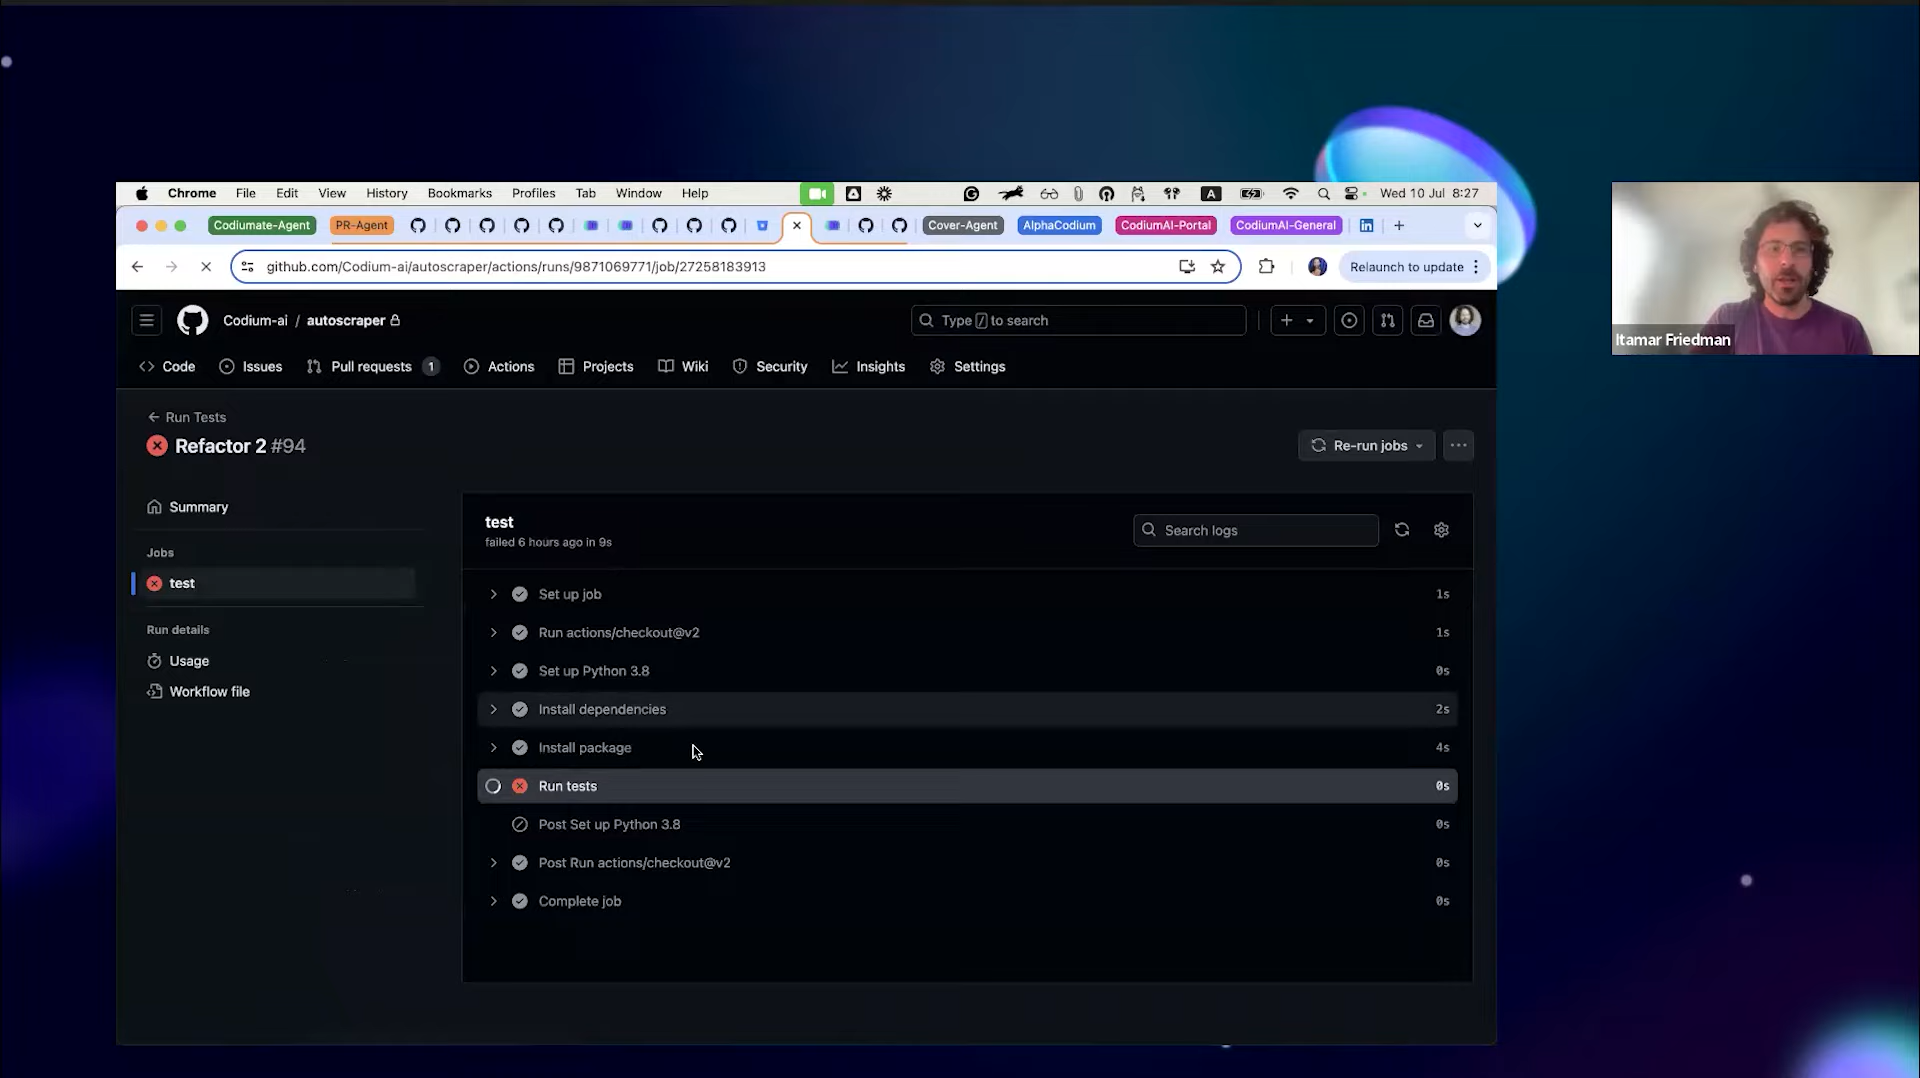 Chrome File Edit View History Bookmarks Profiles Tab Window Help A Wed 10 Jul 8:27
Codiumate-Agent PR-Agent Cover-Agent AlphaCodium CodiumAI-Portal CodiumAI-General
github.com/Codium-ai/autoscraper/actions/runs/9871069771/job/27258183913 Relaunch to update
Codium-ai / autoscraper Type / to search
Code Issues Pull requests 1 Actions Projects Wiki Security Insights Settings
Itamar Friedman
Run Tests
Refactor 2 #94 Re-run jobs
Summary
Jobs
test
Run details
Usage
Workflow file
test
failed 6 hours ago in 9s
Search logs
Set up job 1s
Run actions/checkout@v2 1s
Set up Python 3.8 0s
Install dependencies 2s
Install package 4s
Run tests 0s
Post Set up Python 3.8 0s
Post Run actions/checkout@v2 0s
Complete job 0s